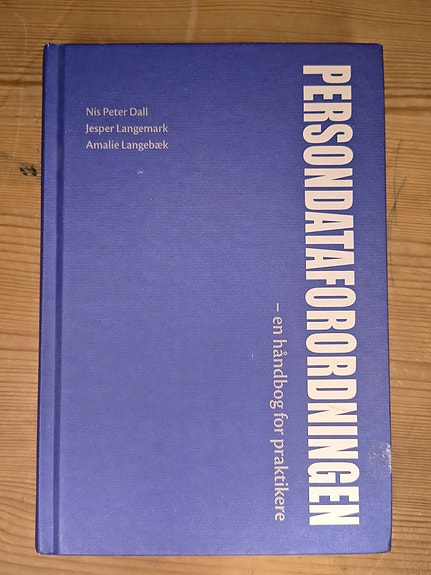 Nis Peter Dall
Jesper Langemark
Amalie Langebæk
PERSONDATAFORORDNINGEN
– en håndbog for praktikere